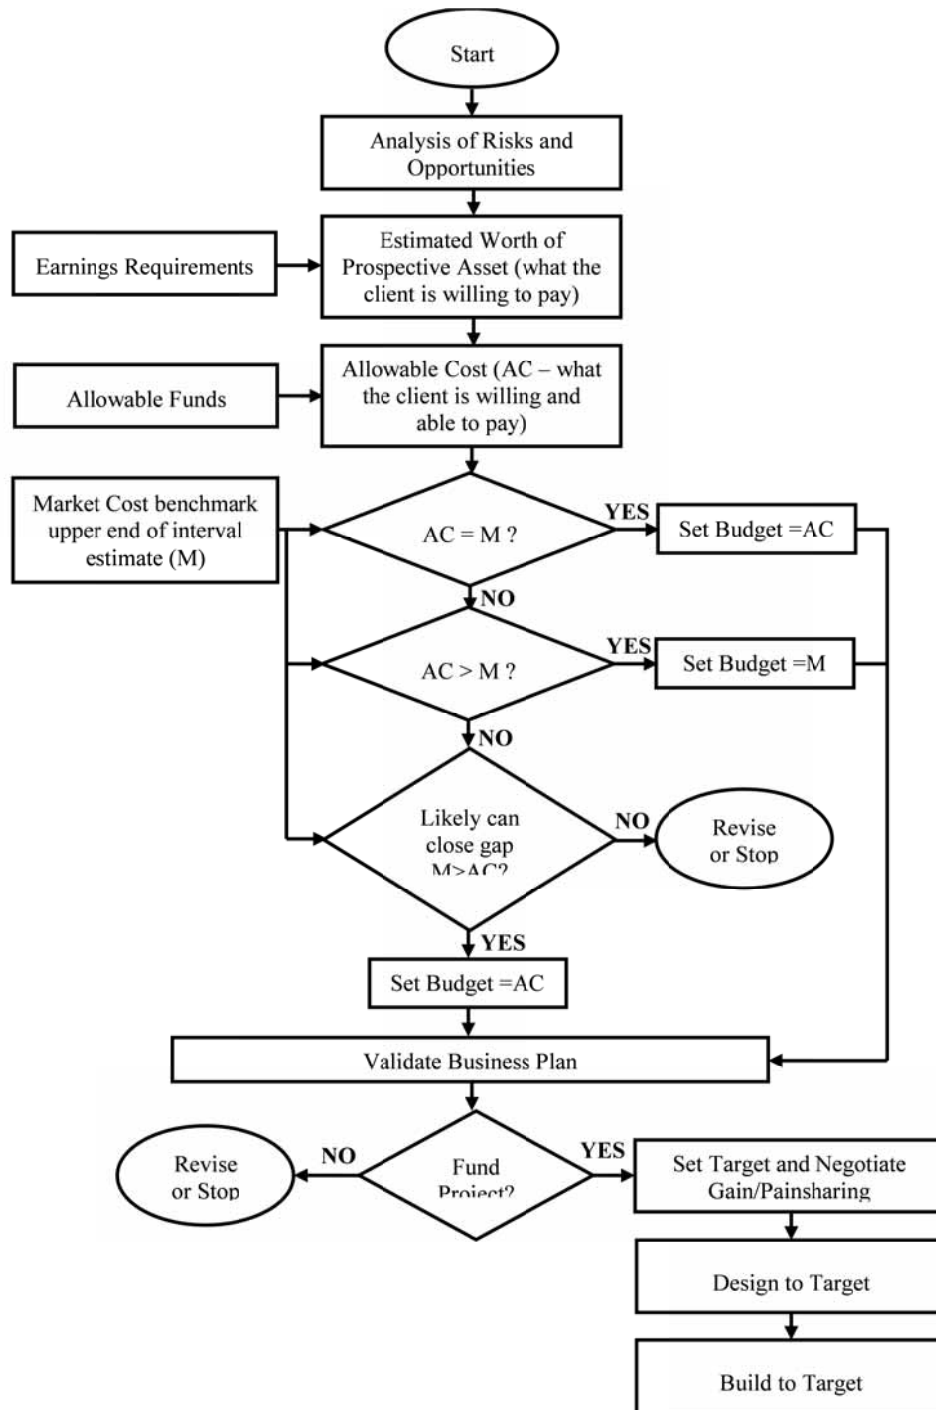 Start
Analysis of Risks and
Opportunities
Earnings Requirements
Estimated Worth of
Prospective Asset (what the
client is willing to pay)
Allowable Funds
Allowable Cost (AC – what
the client is willing and
able to pay)
Market Cost benchmark
upper end of interval
estimate (M)
AC = M ?
YES
Set Budget =AC
NO
AC > M ?
YES
Set Budget =M
NO
Likely can
close gap
M>AC?
NO
Revise
or Stop
YES
Set Budget =AC
Validate Business Plan
Revise
or Stop
NO
Fund
Project?
YES
Set Target and Negotiate
Gain/Painsharing
Design to Target
Build to Target